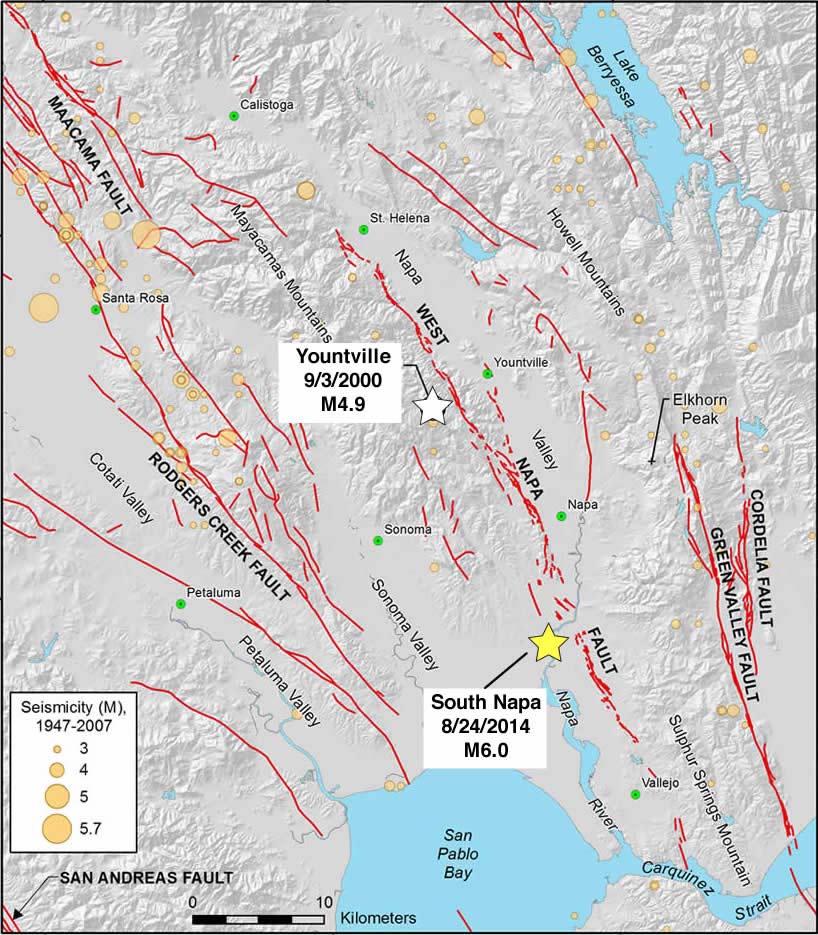 Lake
Berryessa
Calistoga
MAACAMA FAULT
St. Helena
Mayacamas Mountains
Howell Mountains
Napa
Valley
Santa Rosa
WEST
NAPA
FAULT
Yountville
9/3/2000
M4.9
Yountville
Elkhorn
Peak
Cotati Valley
RODGERS CREEK FAULT
Napa
Sonoma
CORDELIA FAULT
GREEN VALLEY FAULT
Petaluma
Sonoma Valley
Petaluma Valley
South Napa
8/24/2014
M6.0
Napa
River
Sulphur Springs Mountain
Seismicity (M),
1947-2007
3
4
5
5.7
Vallejo
San
Pablo
Bay
Carquinez
Strait
SAN ANDREAS FAULT
0
10
Kilometers